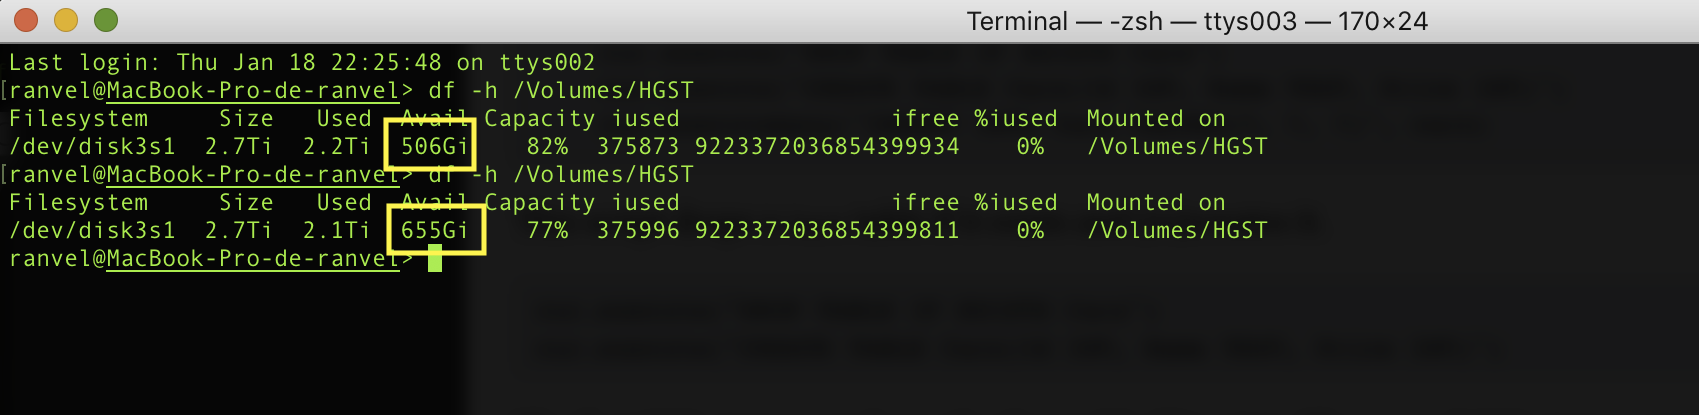 Terminal — -zsh — ttys003 — 170×24
Last login: Thu Jan 18 22:25:48 on ttys002
[ranvel@MacBook-Pro-de-ranvel> df -h /Volumes/HGST
Filesystem Size Used Avail Capacity iused ifree %iused Mounted on
/dev/disk3s1 2.7Ti 2.2Ti 506Gi 82% 375873 9223372036854399934 0% /Volumes/HGST
[ranvel@MacBook-Pro-de-ranvel> df -h /Volumes/HGST
Filesystem Size Used Avail Capacity iused ifree %iused Mounted on
/dev/disk3s1 2.7Ti 2.1Ti 655Gi 77% 375996 9223372036854399811 0% /Volumes/HGST
ranvel@MacBook-Pro-de-ranvel>